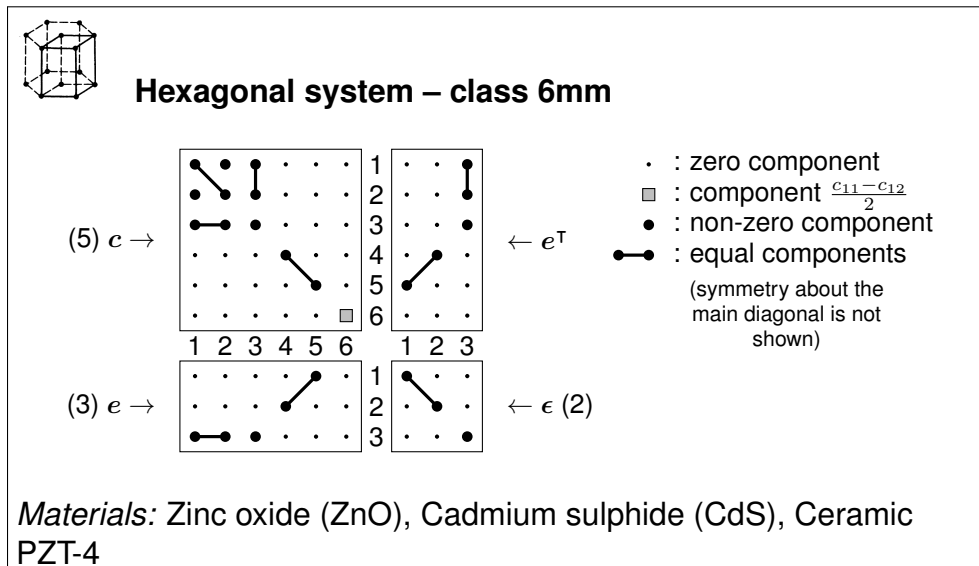 Hexagonal system – class 6mm
1
2
3
4
5
6
(5) c →
← eᵀ
1 2 3 4 5 6
1 2 3
(3) e →
1
2
3
← ϵ (2)
· : zero component
: component (c₁₁−c₁₂)/2
: non-zero component
: equal components
(symmetry about the
main diagonal is not
shown)
Materials: Zinc oxide (ZnO), Cadmium sulphide (CdS), Ceramic
PZT-4